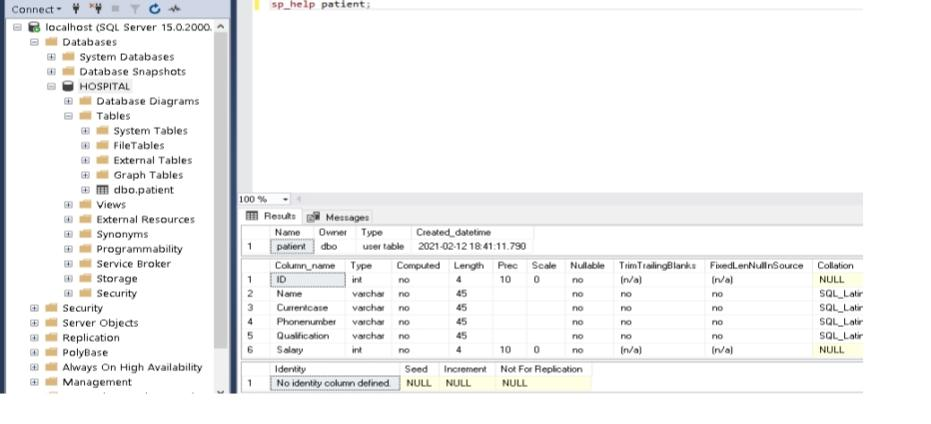 sp_help patient;
Connect
localhost (SQL Server 15.0.2000.
Databases
System Databases
Database Snapshots
HOSPITAL
Database Diagrams
Tables
System Tables
FileTables
External Tables
Graph Tables
dbo.patient
Views
External Resources
Synonyms
Programmability
Service Broker
Storage
Security
Security
Server Objects
Replication
PolyBase
Always On High Availability
Management
100 %
Results Messages
Name Owner Type Created_datetime
1 patient dbo user table 2021-02-12 18:41:11.790
Column_name Type Computed Length Prec Scale Nullable TrimTrailingBlanks FixedLenNullInSource Collation
1 ID int no 4 10 0 no (n/a) (n/a) NULL
2 Name varchar no 45 no no no SQL_Latir
3 Currentcase varchar no 45 no no no SQL_Latir
4 Phonenumber varchar no 45 no no no SQL_Latir
5 Qualification varchar no 45 no no no SQL_Latir
6 Salary int no 4 10 0 no (n/a) (n/a) NULL
Identity Seed Increment Not For Replication
1 No identity column defined. NULL NULL NULL